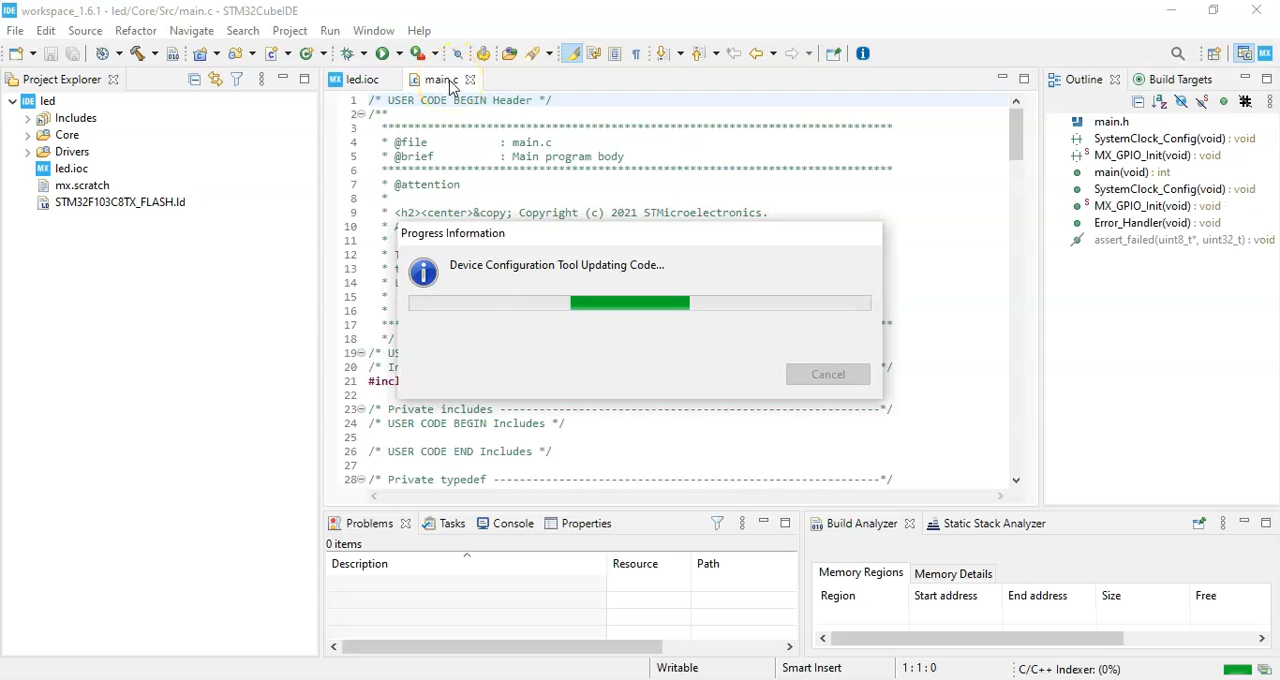 IDE workspace_1.6.1 - led/Core/Src/main.c - STM32CubeIDE
File Edit Source Refactor Navigate Search Project Run Window Help
Project Explorer
IDE led
Includes
Core
Drivers
MX led.ioc
mx.scratch
STM32F103C8TX_FLASH.ld
MX led.ioc
main.c
1 /* USER CODE BEGIN Header */
2 /**
3 ******************************************************************************
4 * @file : main.c
5 * @brief : Main program body
6 ******************************************************************************
7 * @attention
8 *
9 * <h2><center>&copy; Copyright (c) 2021 STMicroelectronics.
10 *
11 *
12 *
13 *
14 *
15 *
16 *
17
18 */
19 /*
20 /* */
21 #incl
22
23 /* Private includes ----------------------------------------------------------*/
24 /* USER CODE BEGIN Includes */
25
26 /* USER CODE END Includes */
27
28 /* Private typedef -----------------------------------------------------------*/
Progress Information
Device Configuration Tool Updating Code...
Cancel
Outline
Build Targets
main.h
SystemClock_Config(void) : void
MX_GPIO_Init(void) : void
main(void) : int
SystemClock_Config(void) : void
MX_GPIO_Init(void) : void
Error_Handler(void) : void
assert_failed(uint8_t*, uint32_t) : void
Problems Tasks Console Properties
0 items
Description Resource Path
Build Analyzer Static Stack Analyzer
Memory Regions Memory Details
Region Start address End address Size Free
Writable Smart Insert 1 : 1 : 0 C/C++ Indexer: (0%)